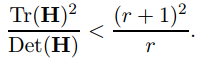 Tr(H)² / Det(H) < (r + 1)² / r.